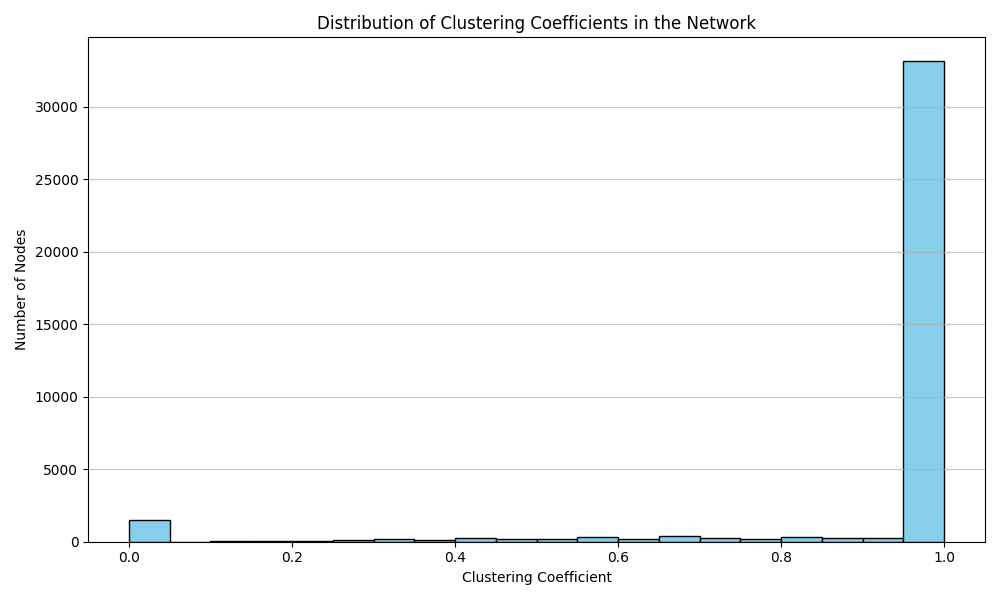 Distribution of Clustering Coefficients in the Network
Number of Nodes
30000
25000
20000
15000
10000
5000
0
0.0 0.2 0.4 0.6 0.8 1.0
Clustering Coefficient